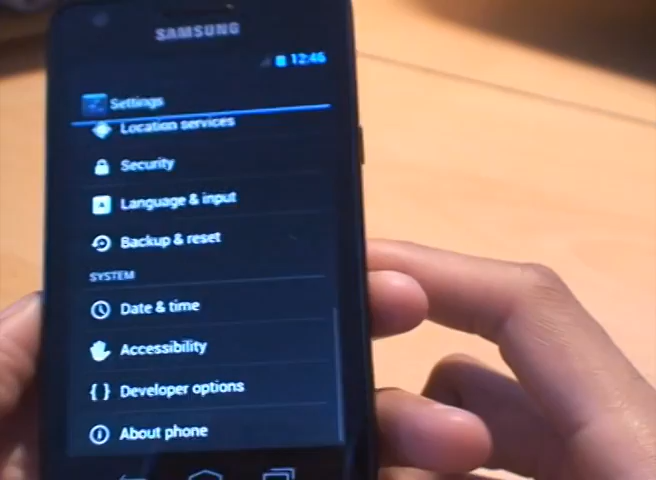 SAMSUNG
12:46
Settings
Location services
Security
Language & input
Backup & reset
SYSTEM
Date & time
Accessibility
Developer options
About phone